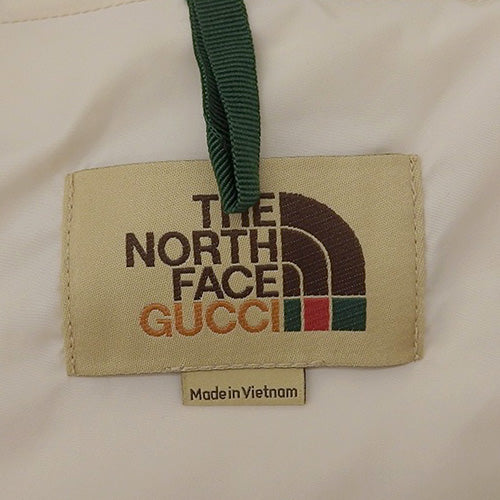 THE
NORTH
FACE
GUCCI
Made in Vietnam